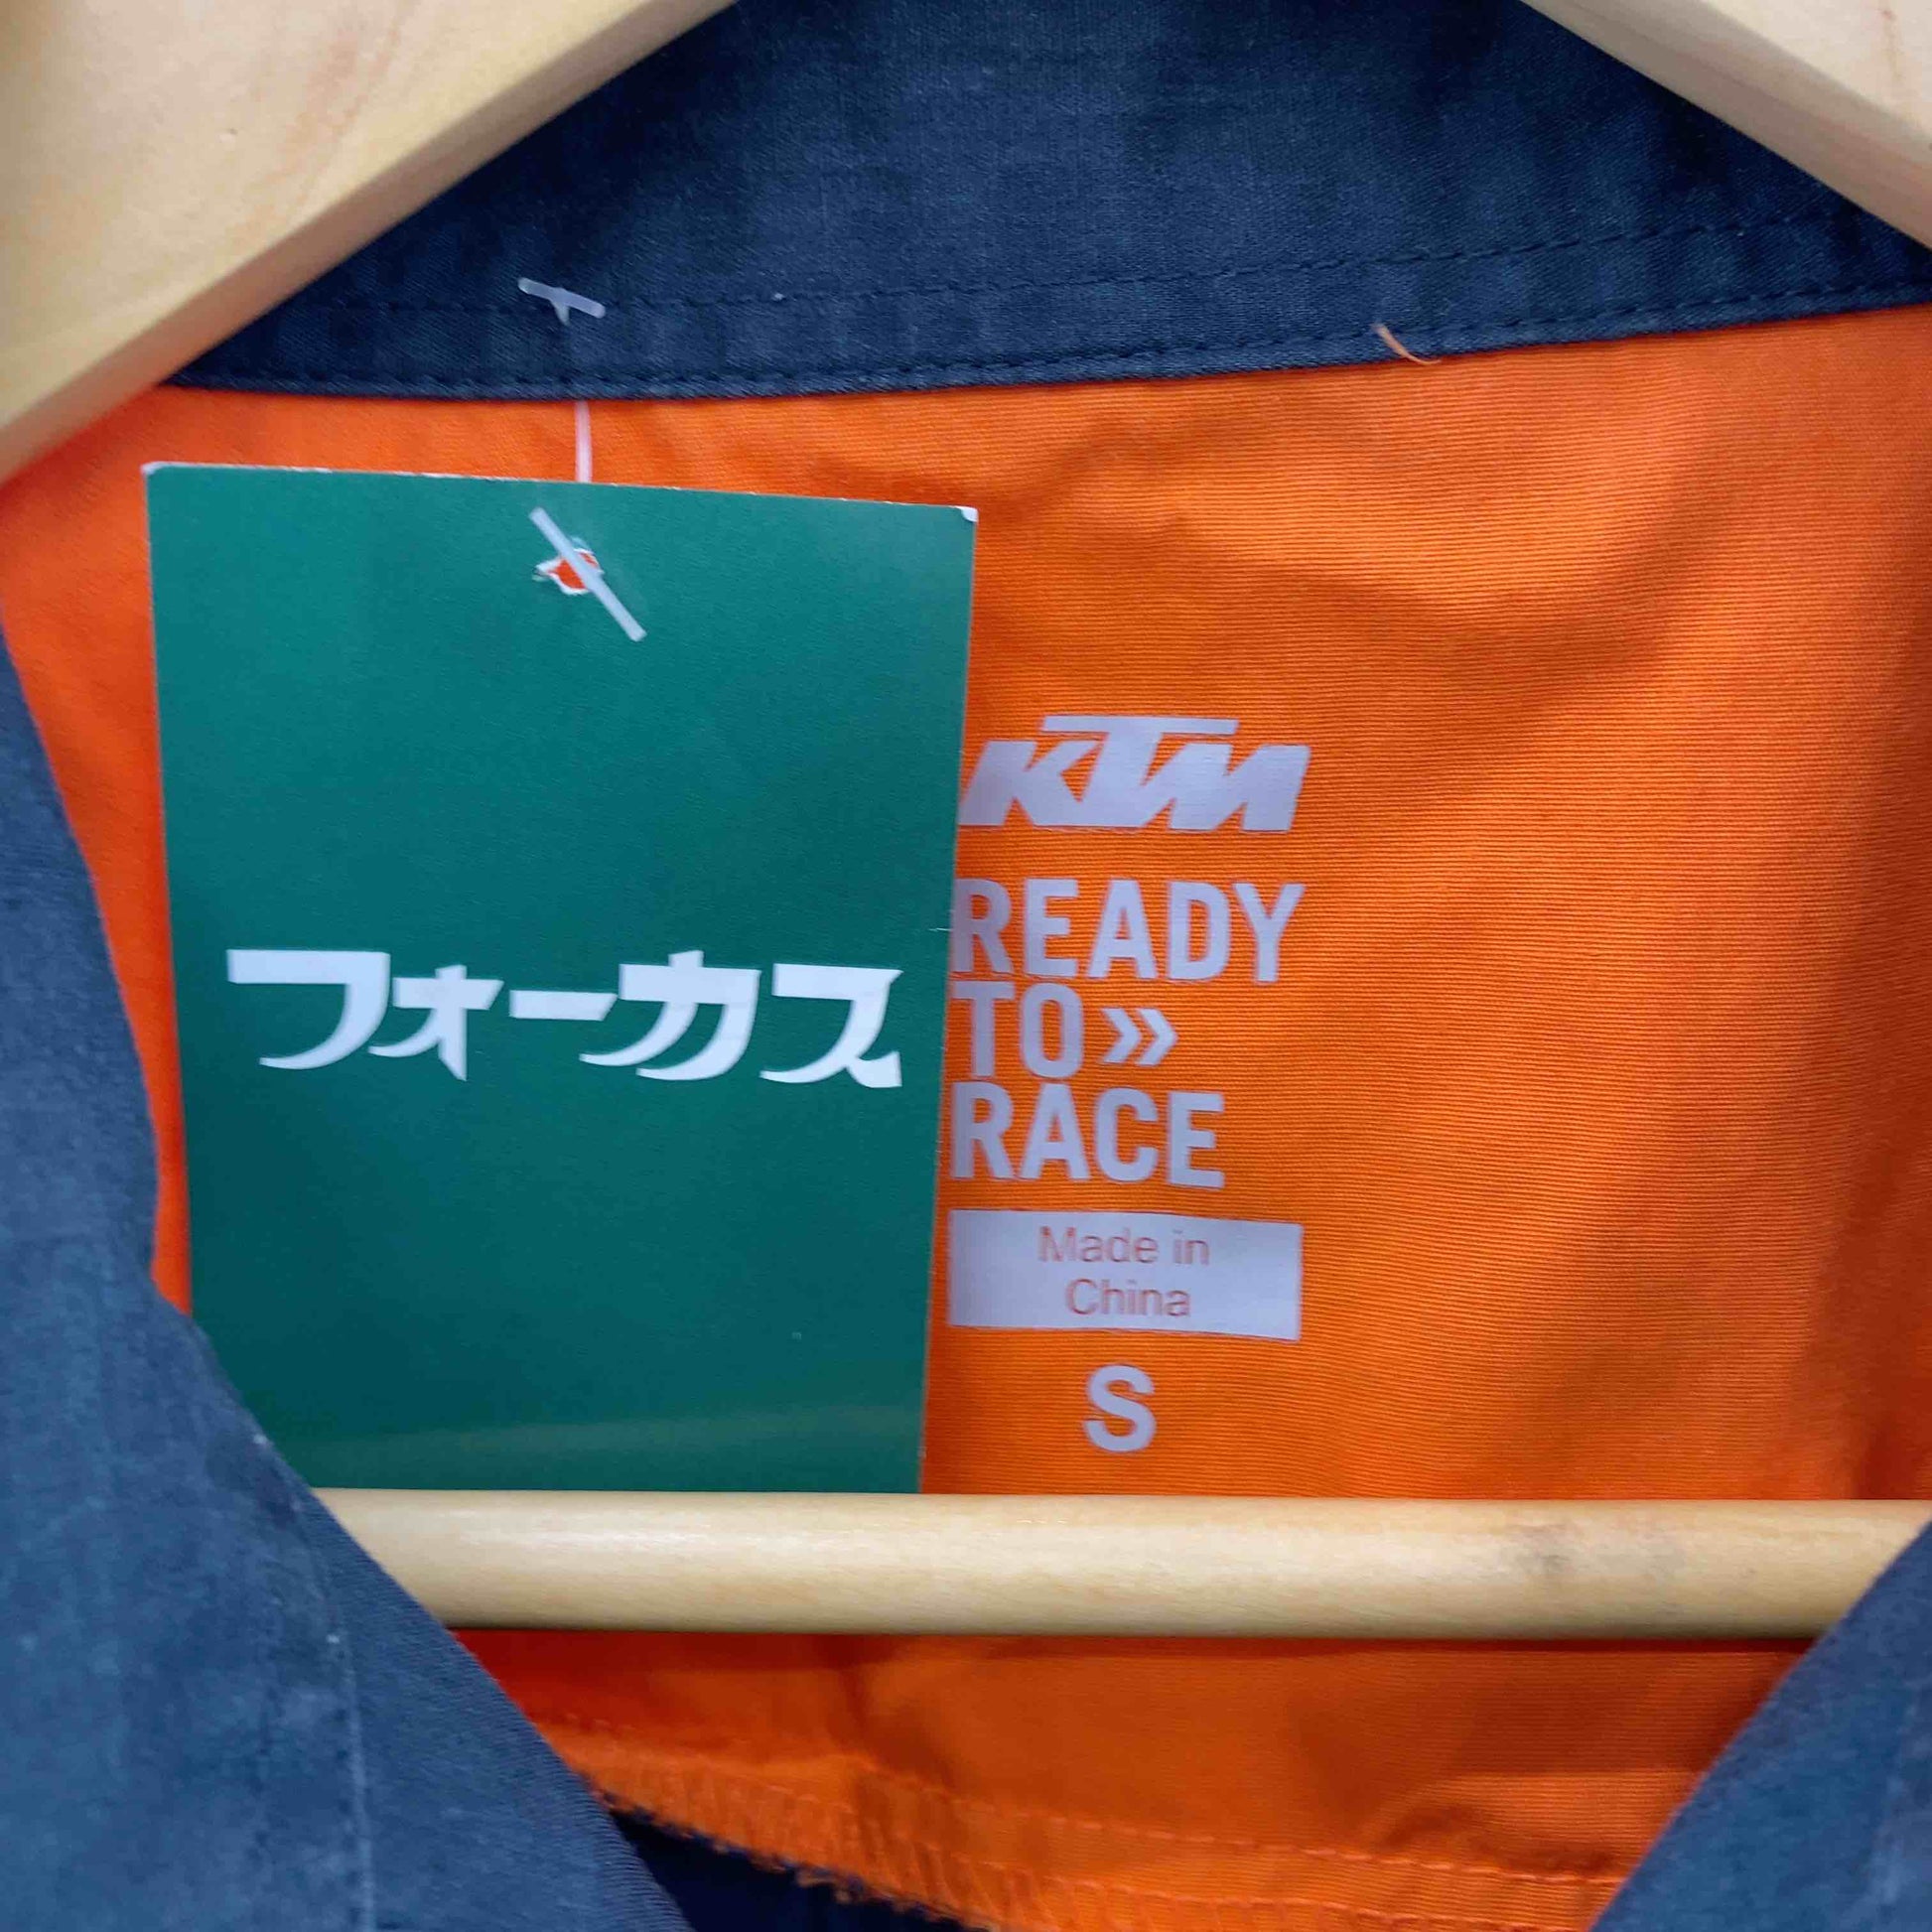 フォーカス
KTM
READY
TO»
RACE
Made in
China
S